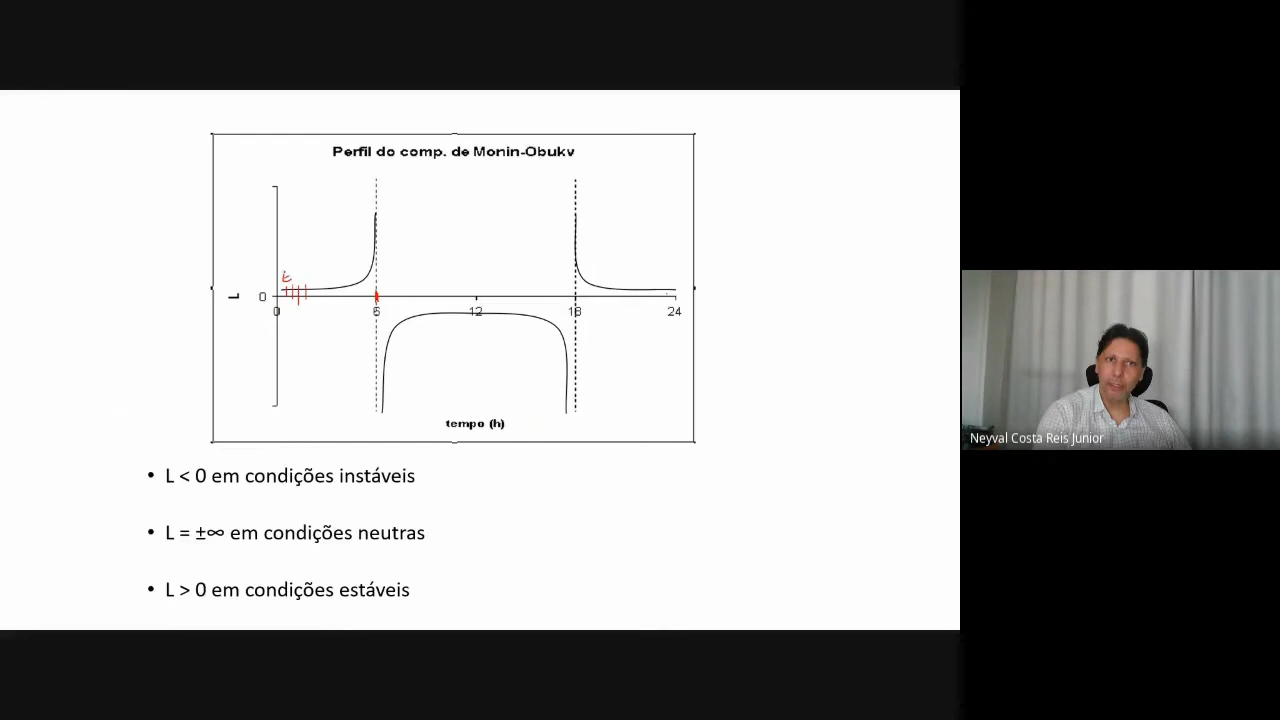 Perfil do comp. de Monin-Obukv
L
0
0 6 12 18 24
tempo (h)
• L < 0 em condições instáveis
• L = ±∞ em condições neutras
• L > 0 em condições estáveis
Neyval Costa Reis Junior